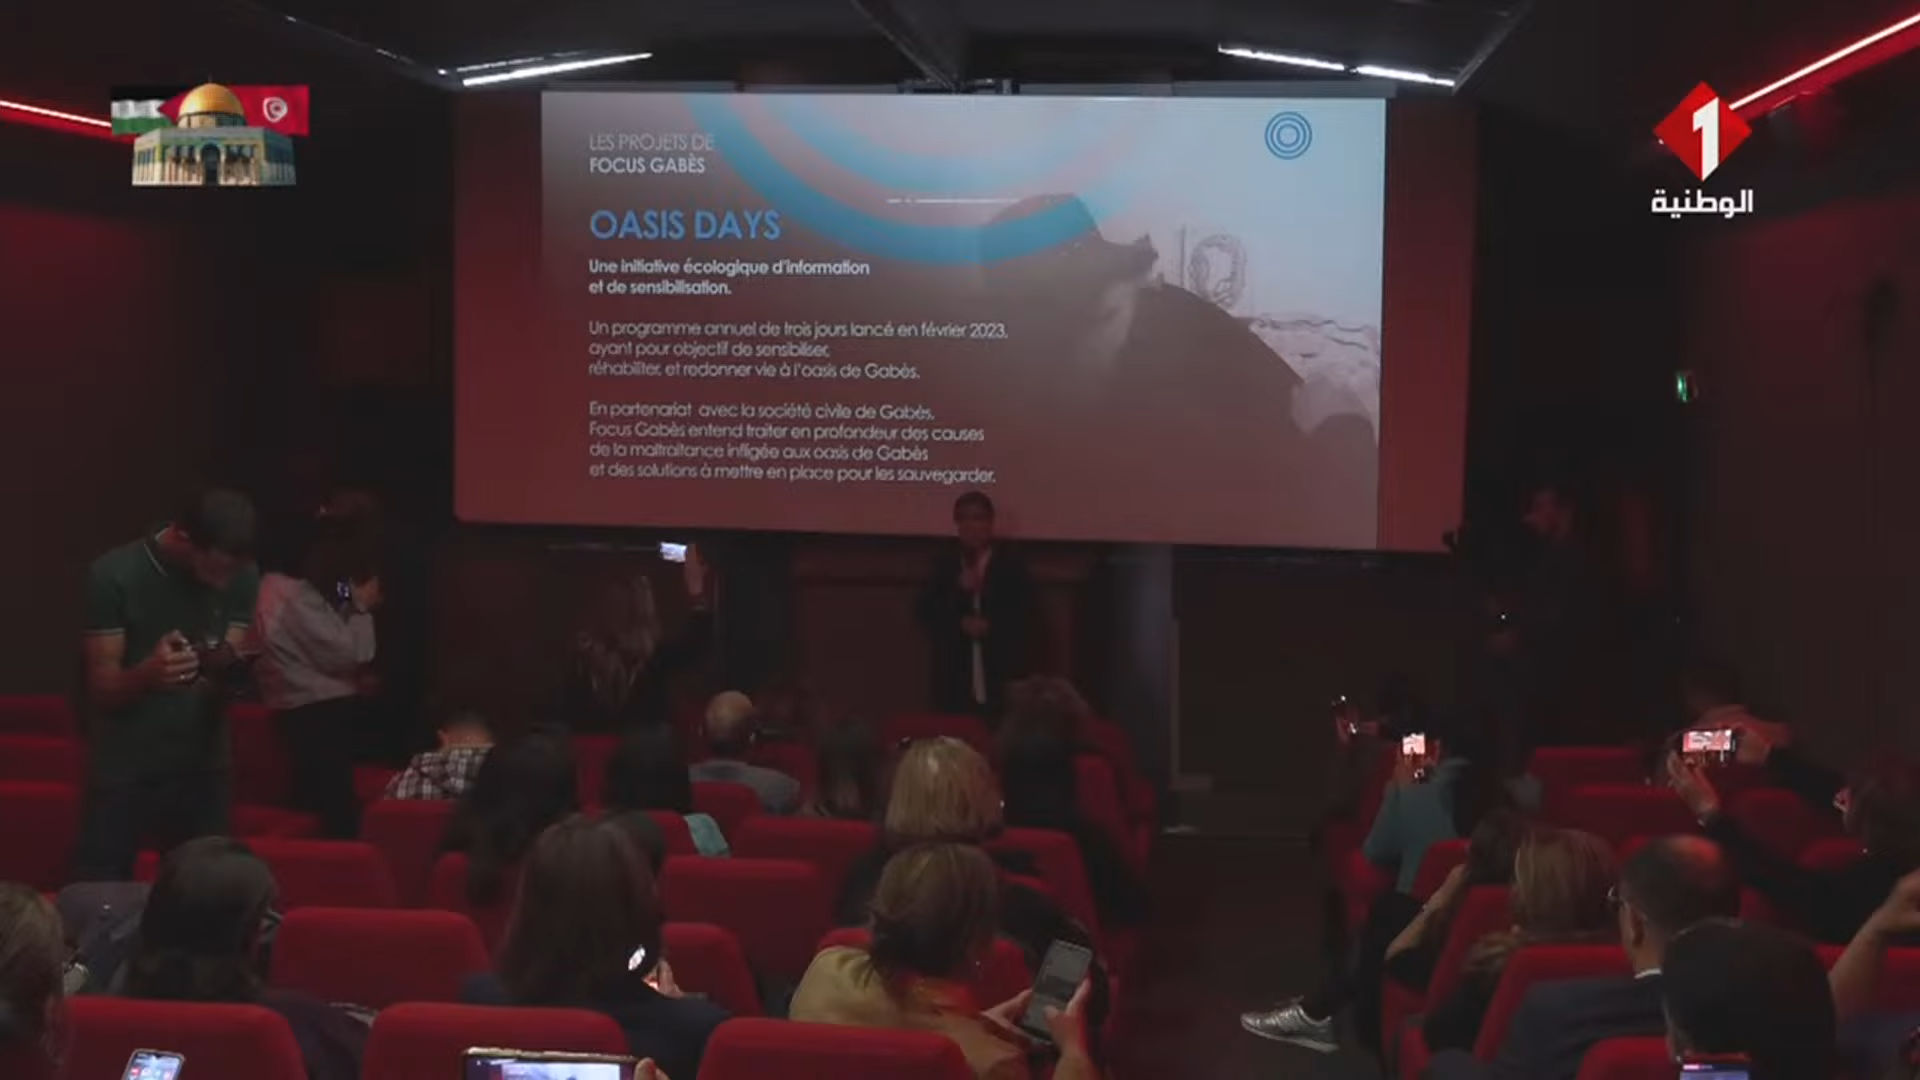 LES PROJETS DE
FOCUS GABÈS
OASIS DAYS
Une initiative écologique d'information
et de sensibilisation.
Un programme annuel de trois jours lancé en février 2023,
ayant pour objectif de sensibiliser,
réhabiliter, et redonner vie à l'oasis de Gabès.
En partenariat avec la société civile de Gabès,
Focus Gabès entend traiter en profondeur des causes
de la maltraitance infligée aux oasis de Gabès
et des solutions à mettre en place pour les sauvegarder.
1
الوطنية